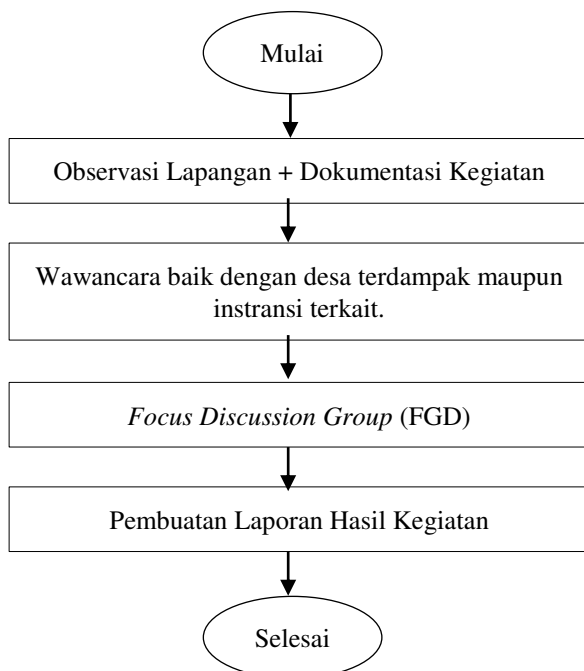 Mulai
Observasi Lapangan + Dokumentasi Kegiatan
Wawancara baik dengan desa terdampak maupun
instransi terkait.
Focus Discussion Group (FGD)
Pembuatan Laporan Hasil Kegiatan
Selesai